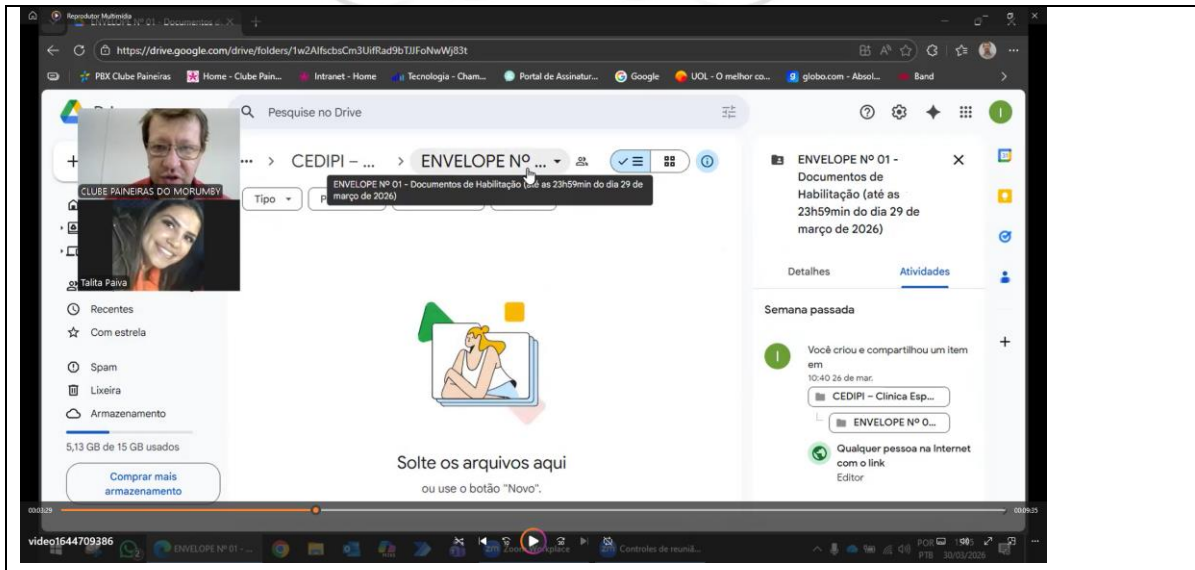 Reprodutor Multimídia
ENVELOPE Nº 01 - Documentos d
https://drive.google.com/drive/folders/1w2AlfscbsCm3UifRad9bTJJFoNwWj83t
PBX Clube Paineiras
Home - Clube Pain...
Intranet - Home
Tecnologia - Cham...
Portal de Assinatur...
Google
UOL - O melhor co...
globo.com - Absol...
Band
Pesquise no Drive
CEDIPI – ...
ENVELOPE Nº ...
Tipo
ENVELOPE Nº 01 - Documentos de Habilitação (até as 23h59min do dia 29 de
março de 2026)
CLUBE PAINEIRAS DO MORUMBY
Talita Paiva
Recentes
Com estrela
Spam
Lixeira
Armazenamento
5,13 GB de 15 GB usados
Comprar mais
armazenamento
Solte os arquivos aqui
ou use o botão "Novo".
ENVELOPE Nº 01 -
Documentos de
Habilitação (até as
23h59min do dia 29 de
março de 2026)
Detalhes
Atividades
Semana passada
I
Você criou e compartilhou um item
em
10:40 26 de mar.
CEDIPI – Clínica Esp...
ENVELOPE Nº 0...
Qualquer pessoa na Internet
com o link
Editor
00:03:29
00:09:35
video1644709386
ENVELOPE Nº 01 - ...
Zoom Workplace
Controles de reuniã...
POR
PTB
30/03/2026